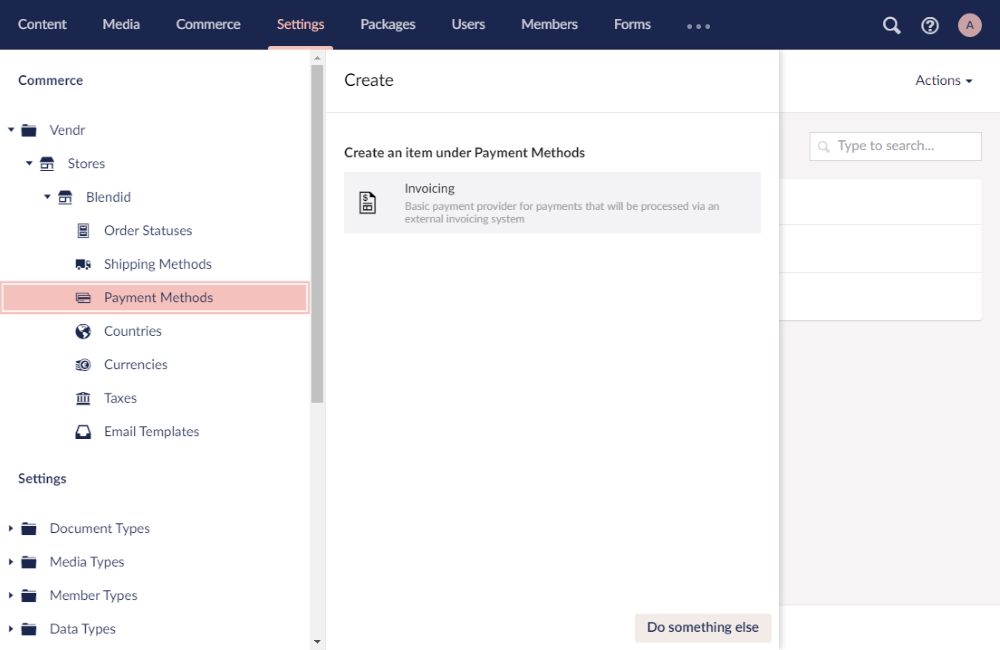 Content
Media
Commerce
Settings
Packages
Users
Members
Forms
A
Commerce
Vendr
Stores
Blendid
Order Statuses
Shipping Methods
Payment Methods
Countries
Currencies
Taxes
Email Templates
Settings
Document Types
Media Types
Member Types
Data Types
Create
Create an item under Payment Methods
Invoicing
Basic payment provider for payments that will be processed via an
external invoicing system
Do something else
Actions
Type to search...